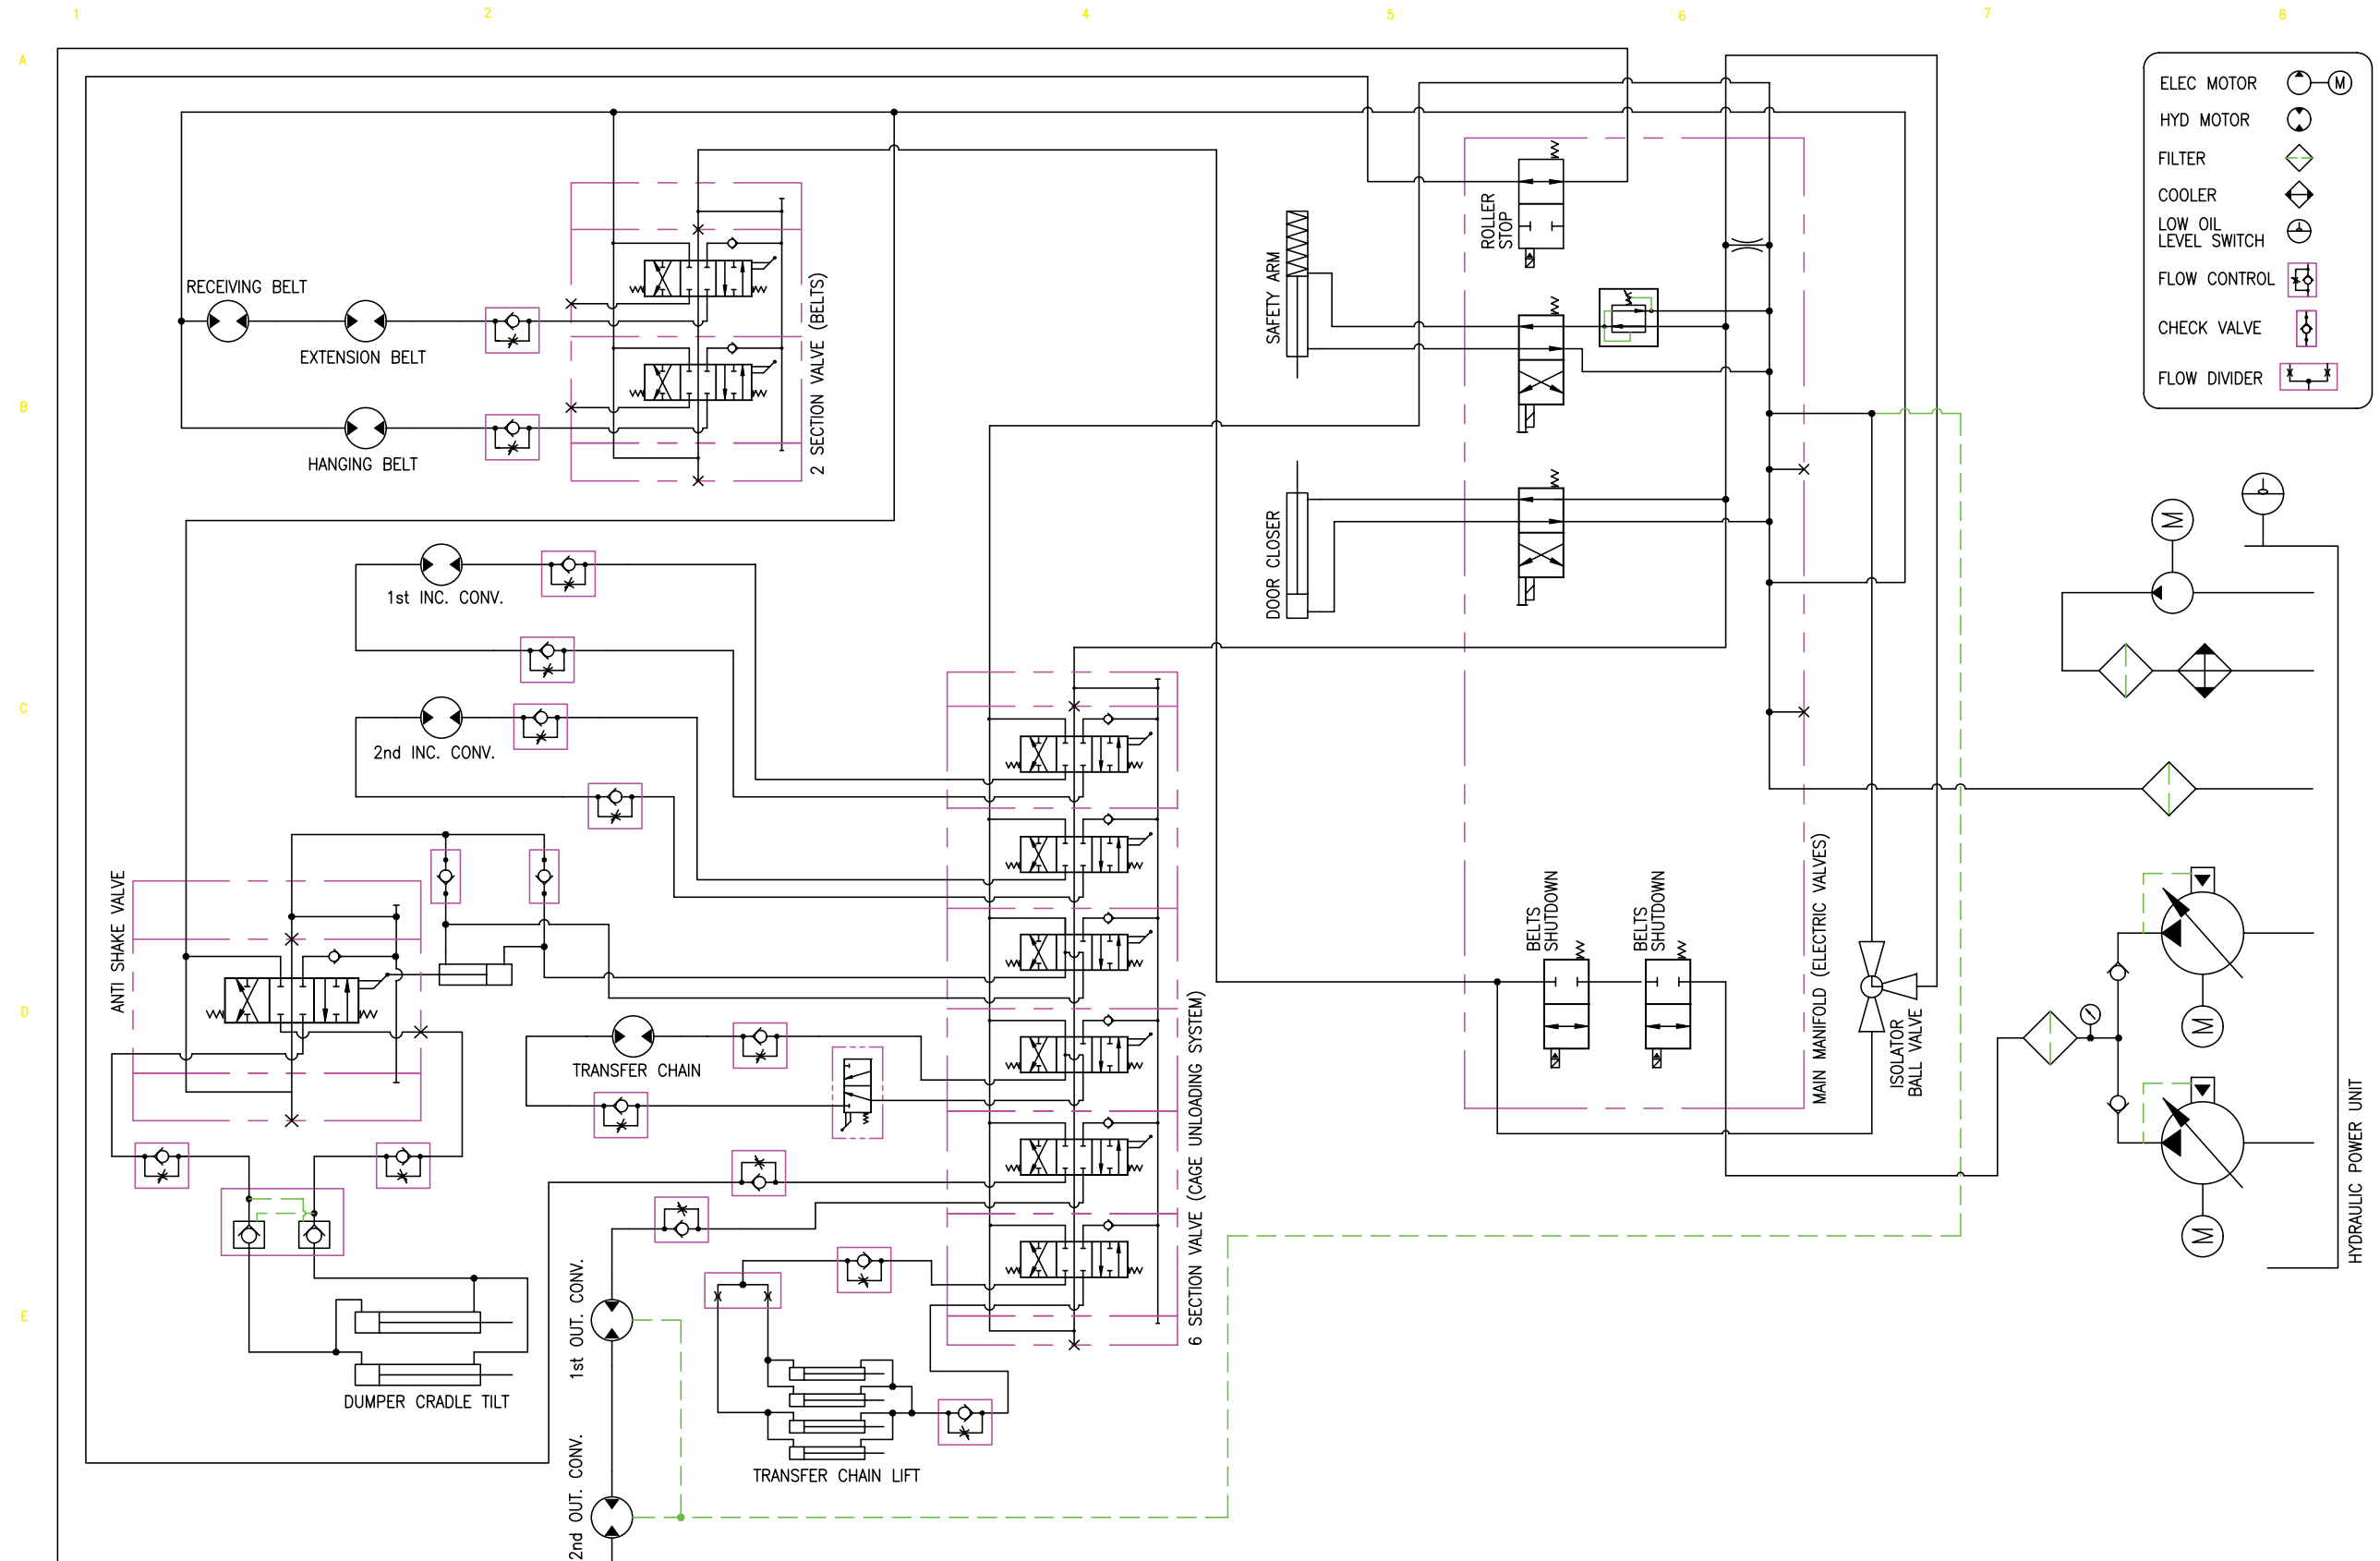 1 2 4 5 6 7 8
A
B
C
D
E
ELEC MOTOR
M
HYD MOTOR
FILTER
COOLER
LOW OIL
LEVEL SWITCH
FLOW CONTROL
CHECK VALVE
FLOW DIVIDER
RECEIVING BELT
EXTENSION BELT
HANGING BELT
2 SECTION VALVE (BELTS)
SAFETY ARM
ROLLER
STOP
DOOR CLOSER
1st INC. CONV.
2nd INC. CONV.
ANTI SHAKE VALVE
TRANSFER CHAIN
6 SECTION VALVE (CAGE UNLOADING SYSTEM)
BELTS
SHUTDOWN
BELTS
SHUTDOWN
MAIN MANIFOLD (ELECTRIC VALVES)
ISOLATOR
BALL VALVE
M
M
M
HYDRAULIC POWER UNIT
DUMPER CRADLE TILT
1st OUT. CONV.
2nd OUT. CONV.
TRANSFER CHAIN LIFT